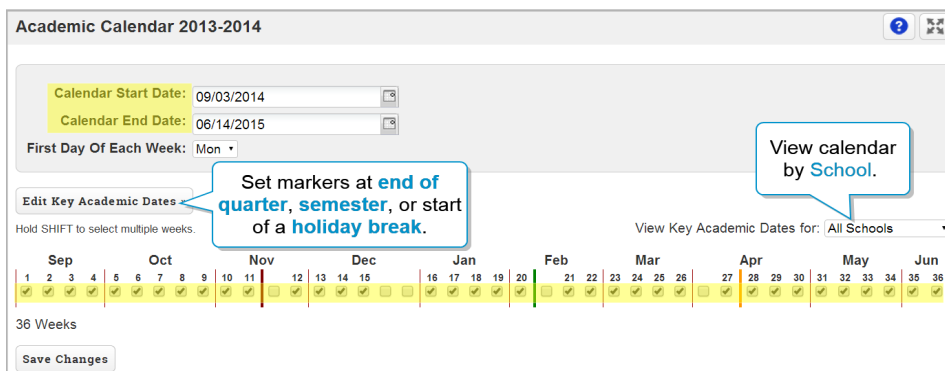 Academic Calendar 2013-2014
?
Calendar Start Date: 09/03/2014
Calendar End Date: 06/14/2015
First Day Of Each Week: Mon
View calendar
by School.
Edit Key Academic Dates
Set markers at end of
quarter, semester, or start
of a holiday break.
Hold SHIFT to select multiple weeks.
View Key Academic Dates for: All Schools
Sep Oct Nov Dec Jan Feb Mar Apr May Jun
1 2 3 4 5 6 7 8 9 10 11 12 13 14 15 16 17 18 19 20 21 22 23 24 25 26 27 28 29 30 31 32 33 34 35 36
36 Weeks
Save Changes